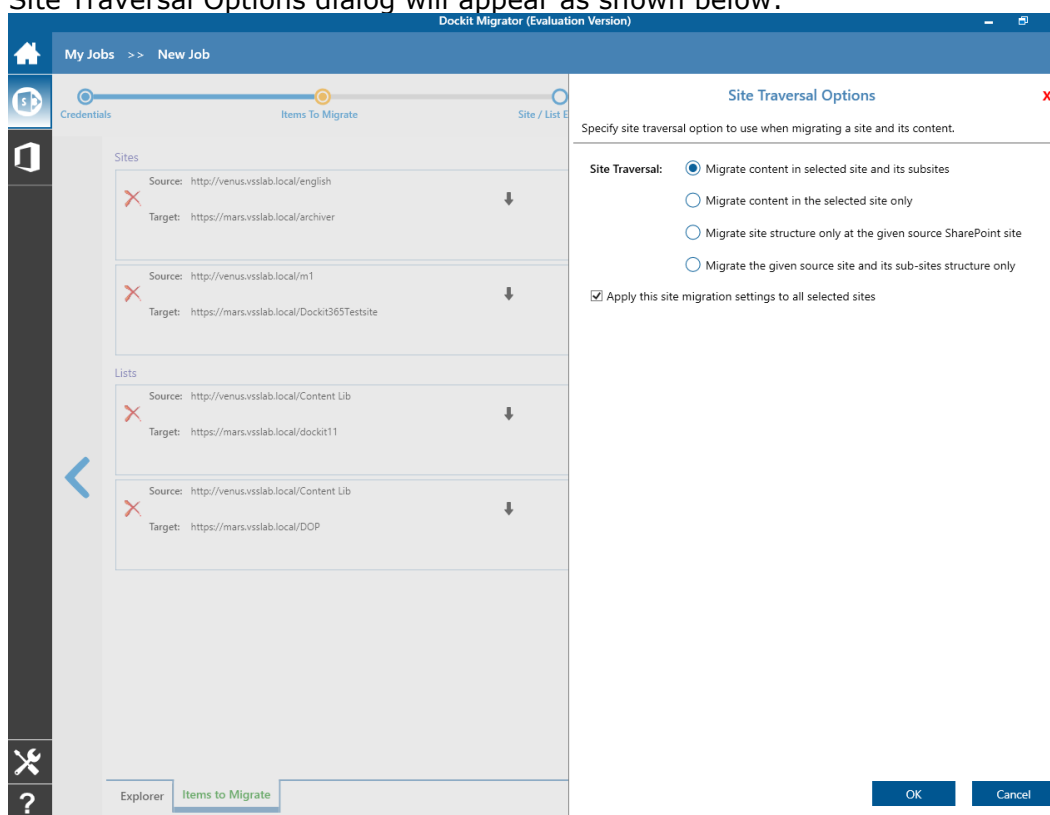 Site Traversal Options dialog will appear as shown below:
Dockit Migrator (Evaluation Version)
My Jobs >> New Job
Credentials
Items To Migrate
Site / List E
Site Traversal Options
X
Specify site traversal option to use when migrating a site and its content.
Sites
Source: http://venus.vsslab.local/english
Target: https://mars.vsslab.local/archiver
Source: http://venus.vsslab.local/m1
Target: https://mars.vsslab.local/Dockit365Testsite
Lists
Source: http://venus.vsslab.local/Content Lib
Target: https://mars.vsslab.local/dockit11
Source: http://venus.vsslab.local/Content Lib
Target: https://mars.vsslab.local/DOP
Site Traversal:
Migrate content in selected site and its subsites
Migrate content in the selected site only
Migrate site structure only at the given source SharePoint site
Migrate the given source site and its sub-sites structure only
Apply this site migration settings to all selected sites
Explorer
Items to Migrate
OK
Cancel
?